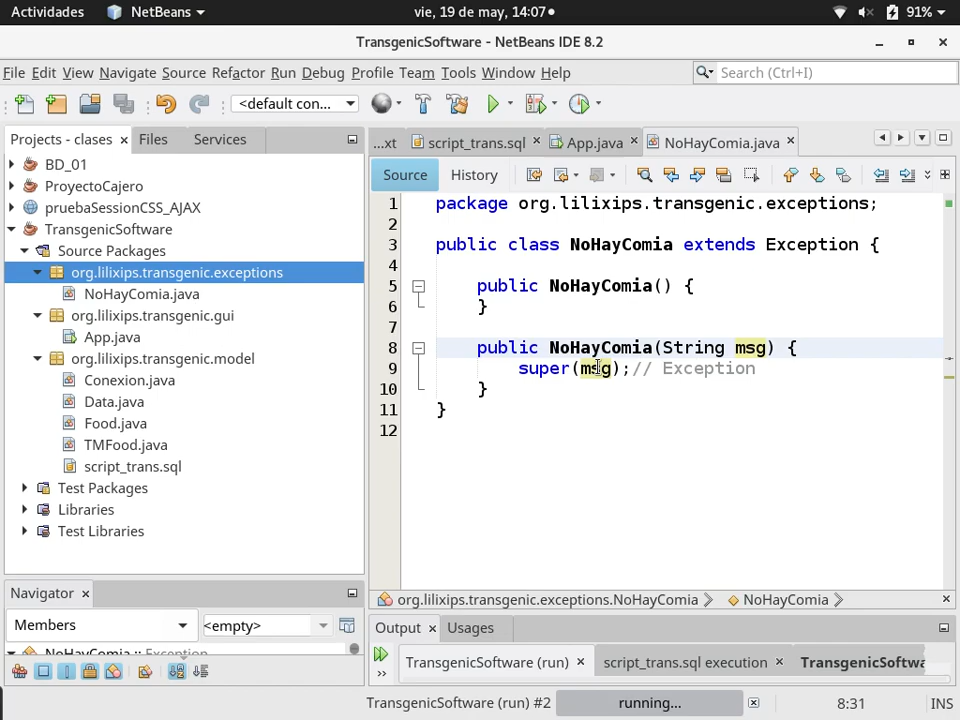 Actividades NetBeans vie, 19 de may, 14:07 91%
TransgenicSoftware - NetBeans IDE 8.2
File Edit View Navigate Source Refactor Run Debug Profile Team Tools Window Help Search (Ctrl+I)
<default con...
Projects - clases × Files Services
...xt script_trans.sql × App.java × NoHayComia.java ×
Source History
BD_01
ProyectoCajero
pruebaSessionCSS_AJAX
TransgenicSoftware
Source Packages
org.lilixips.transgenic.exceptions
NoHayComia.java
org.lilixips.transgenic.gui
App.java
org.lilixips.transgenic.model
Conexion.java
Data.java
Food.java
TMFood.java
script_trans.sql
Test Packages
Libraries
Test Libraries
1 package org.lilixips.transgenic.exceptions;
2
3 public class NoHayComia extends Exception {
4
5 public NoHayComia() {
6 }
7
8 public NoHayComia(String msg) {
9 super(msg);// Exception
10 }
11 }
12
Navigator ×
Members <empty>
NoHayComia :: Exception
org.lilixips.transgenic.exceptions.NoHayComia NoHayComia ×
Output × Usages
TransgenicSoftware (run) × script_trans.sql execution × TransgenicSoftwa
TransgenicSoftware (run) #2 running... 8:31 INS